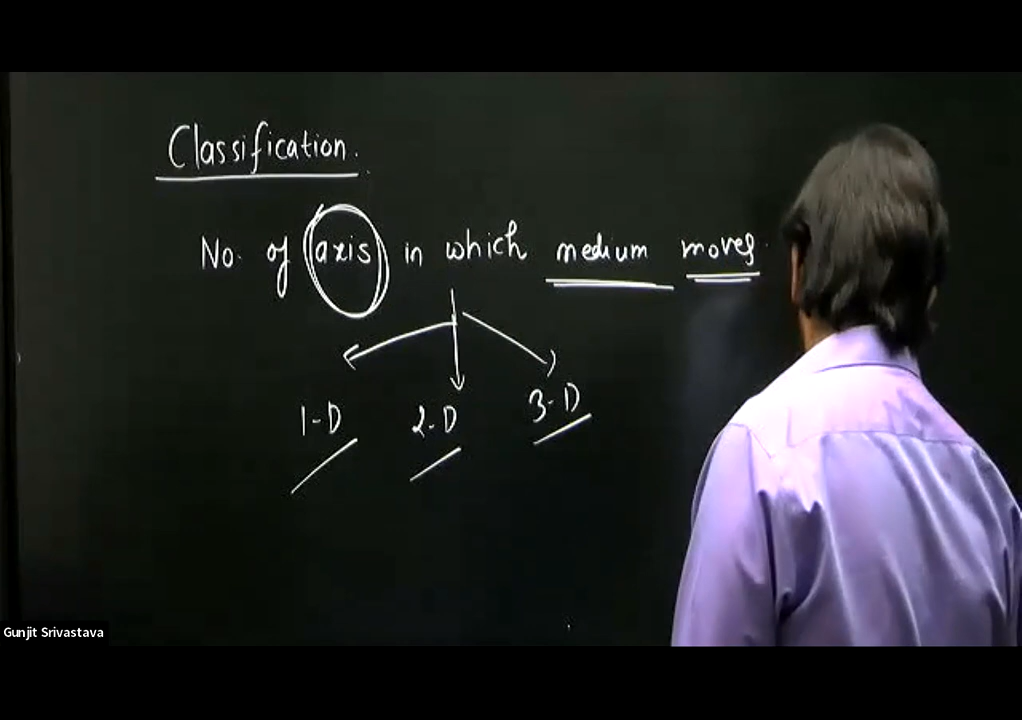 Classification.
No. of axis in which medium moves
1-D 2-D 3-D
Gunjit Srivastava